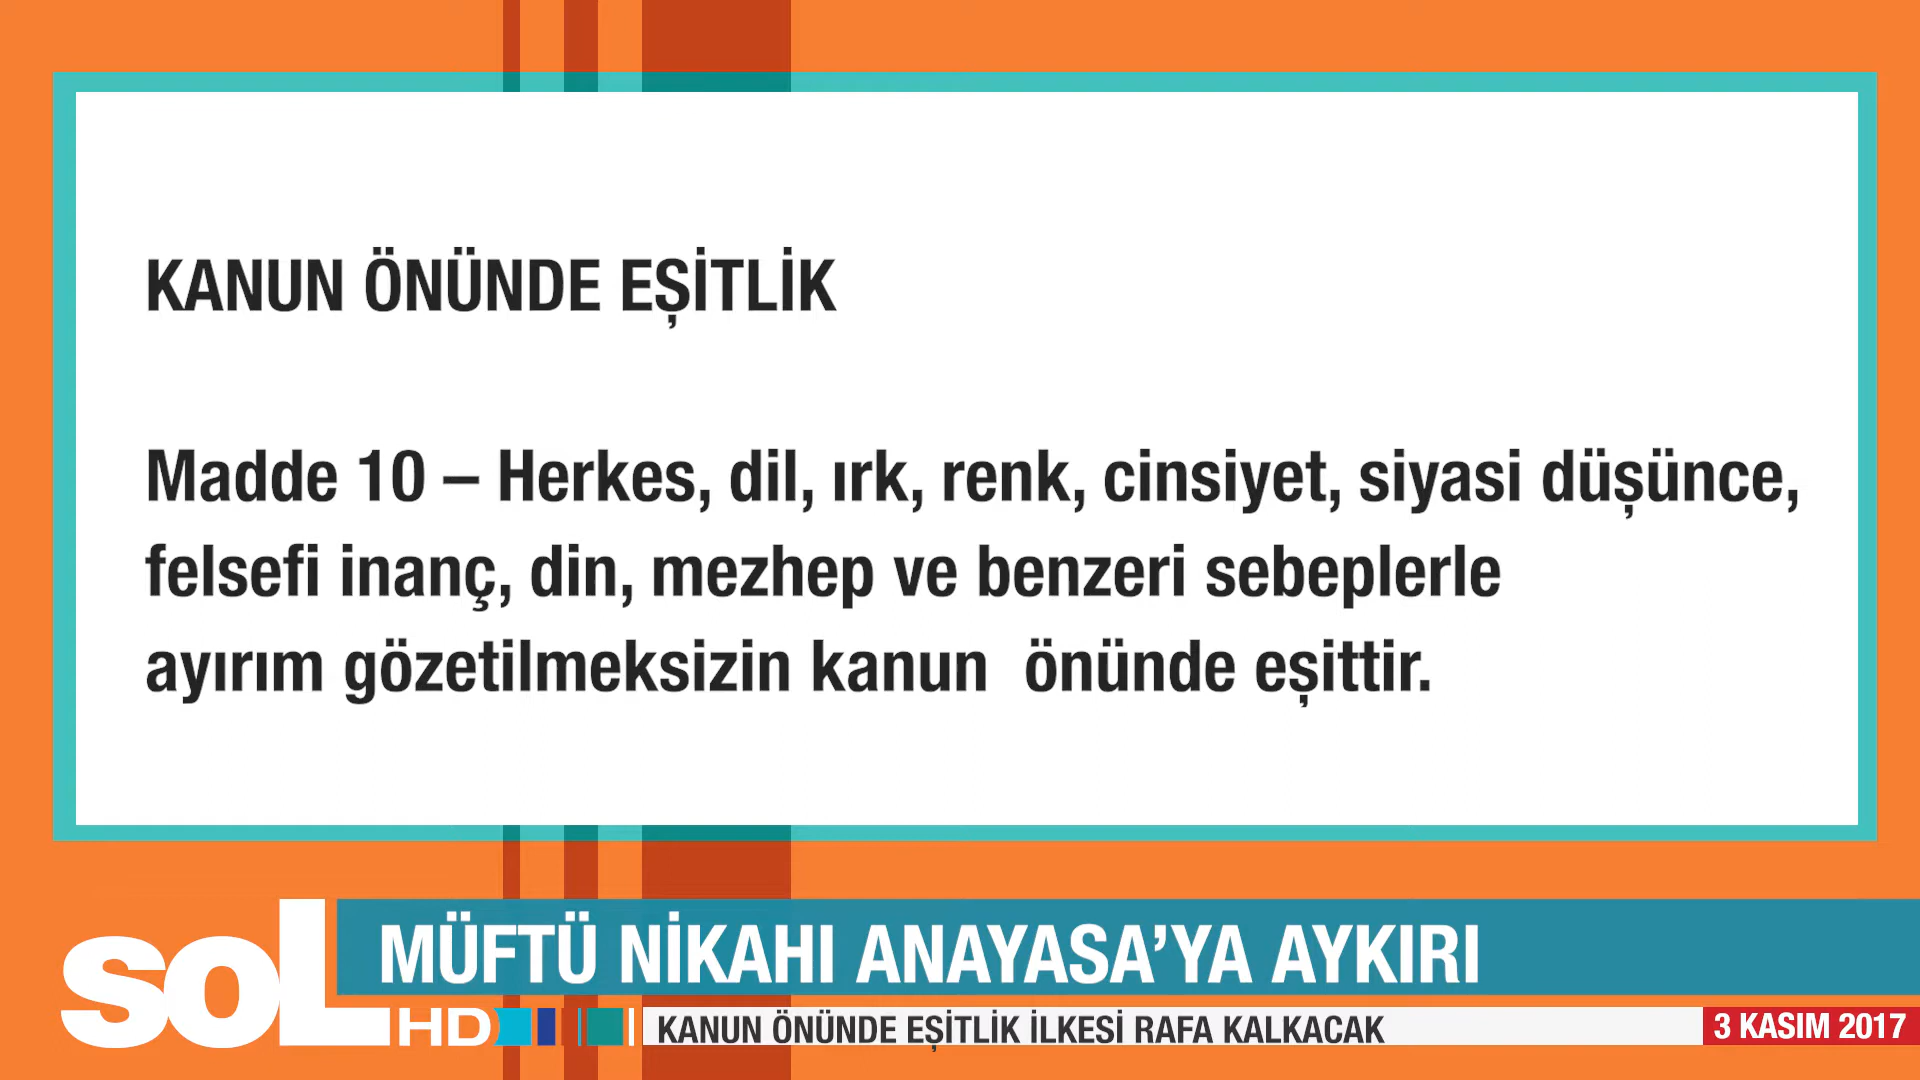 KANUN ÖNÜNDE EŞİTLİK
Madde 10 – Herkes, dil, ırk, renk, cinsiyet, siyasi düşünce,
felsefi inanç, din, mezhep ve benzeri sebeplerle
ayırım gözetilmeksizin kanun  önünde eşittir.
soL HD
MÜFTÜ NİKAHI ANAYASA’YA AYKIRI
KANUN ÖNÜNDE EŞİTLİK İLKESİ RAFA KALKACAK
3 KASIM 2017